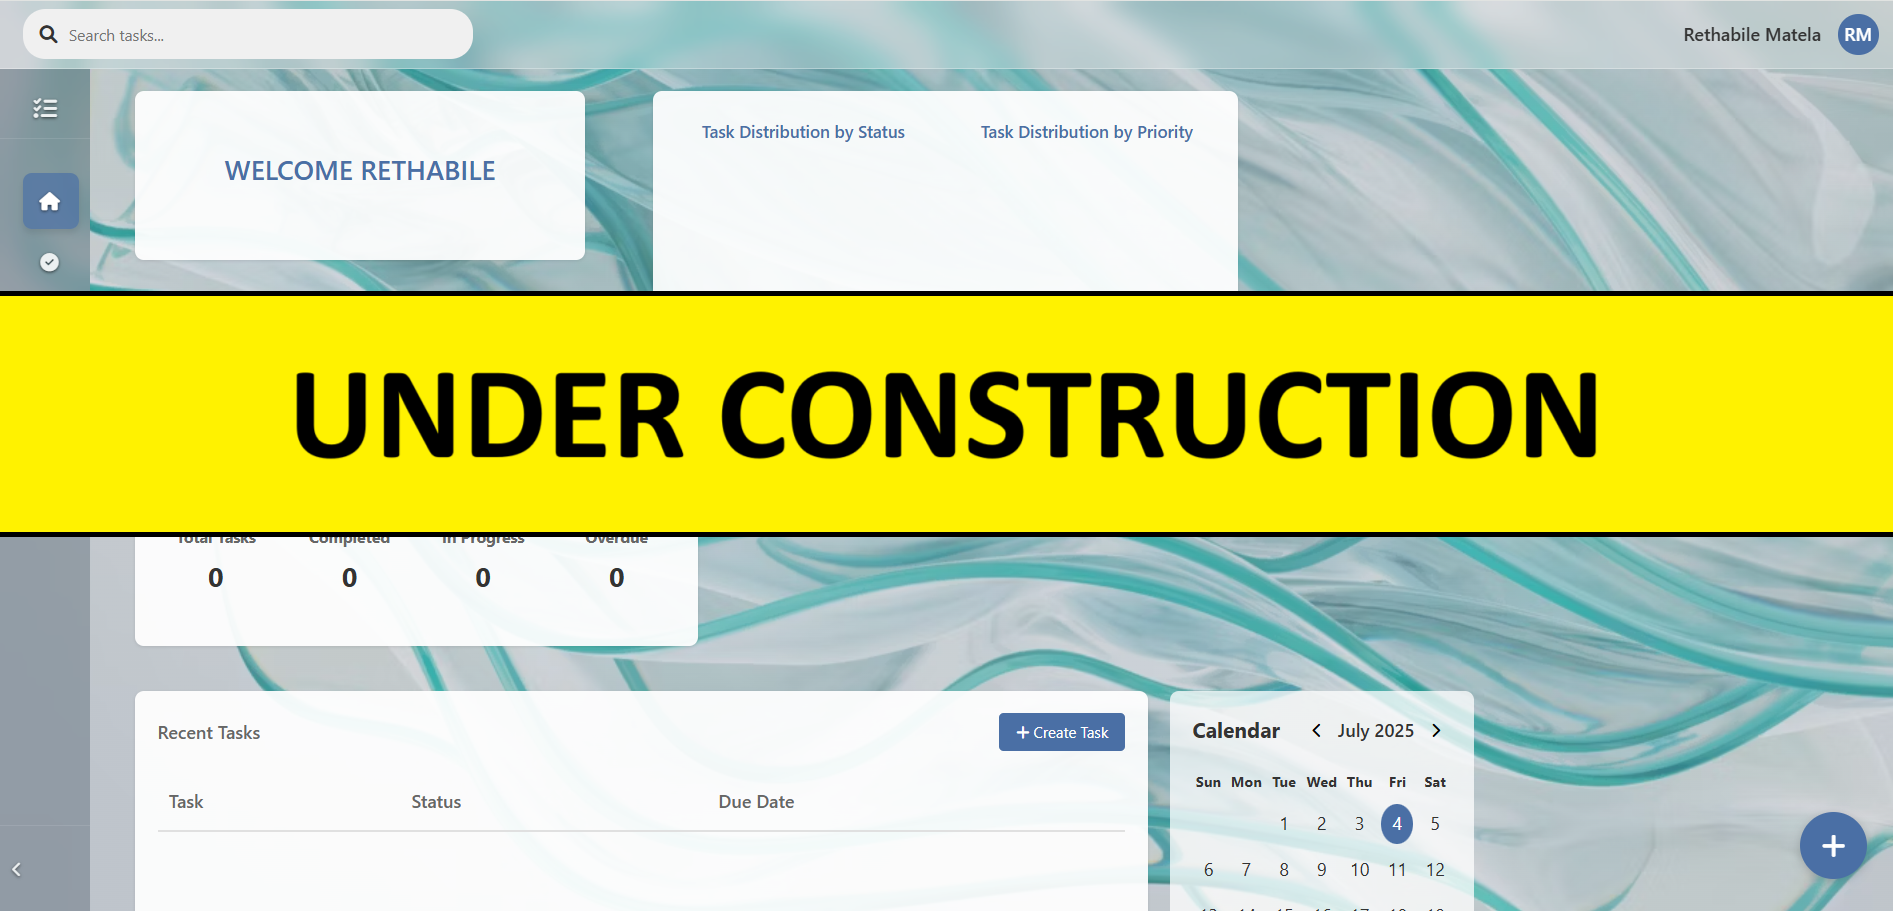 Search tasks...
Rethabile Matela
RM
WELCOME RETHABILE
Task Distribution by Status
Task Distribution by Priority
UNDER CONSTRUCTION
Total Tasks Completed In Progress Overdue
0 0 0 0
Recent Tasks
+ Create Task
Task Status Due Date
Calendar
< July 2025 >
Sun Mon Tue Wed Thu Fri Sat
1 2 3 4 5
6 7 8 9 10 11 12